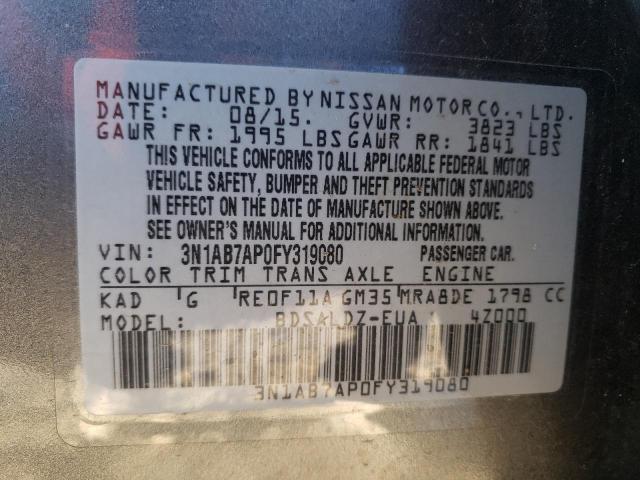 MANUFACTURED BY NISSAN MOTOR CO., LTD.
DATE: 08/15. GVWR: 3823 LBS
GAWR FR: 1995 LBS GAWR RR: 1841 LBS
THIS VEHICLE CONFORMS TO ALL APPLICABLE FEDERAL MOTOR
VEHICLE SAFETY, BUMPER AND THEFT PREVENTION STANDARDS
IN EFFECT ON THE DATE OF MANUFACTURE SHOWN ABOVE.
SEE OWNER'S MANUAL FOR ADDITIONAL INFORMATION.
VIN: 3N1AB7AP0FY319080 PASSENGER CAR.
COLOR TRIM TRANS AXLE ENGINE
KAD G RE0F11A GM35 MRA8DE 1798 CC
MODEL: BDSALDZ-EUA 4Z000
3N1AB7AP0FY319080